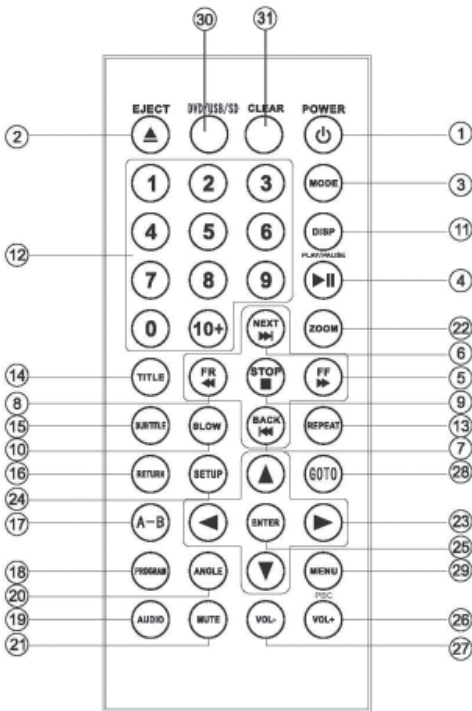 30 31
EJECT DVD/USB/SD CLEAR POWER
2 1
1 2 3 MODE 3
4 5 6 DISP 11
12
PLAY/PAUSE
7 8 9 4
0 10+ NEXT ZOOM 22
6
14 TITLE FR STOP FF 5
8 9
15 SUBTITLE SLOW BACK REPEAT 13
10 7
16 RETURN SETUP GOTO 28
24
17 A-B ENTER 23
25
18 PROGRAM ANGLE MENU 29
20
PISC
19 AUDIO MUTE VOL- VOL+ 26
21 27